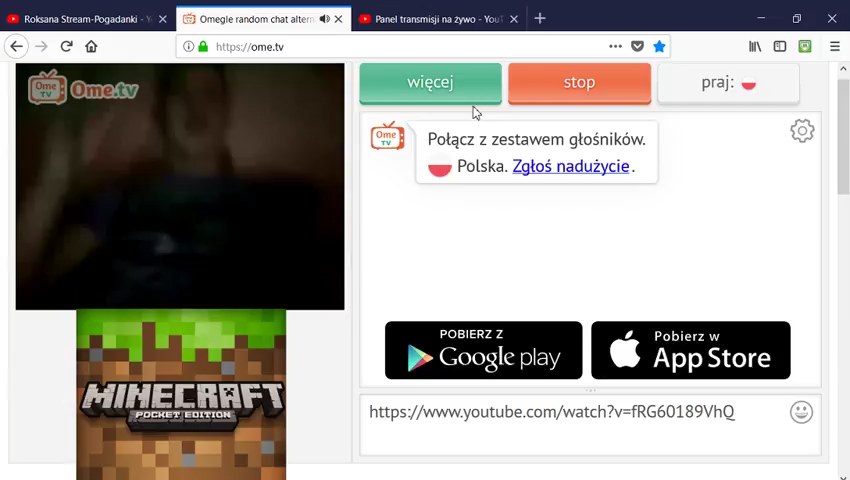 Roksana Stream-Pogadanki - Y
Omegle random chat altern
Panel transmisji na żywo - YouT
https://ome.tv
Ome TV Ome.tv
więcej
stop
praj:
Ome TV
Połącz z zestawem głośników.
Polska. Zgłoś nadużycie.
POBIERZ Z
Google play
Pobierz w
App Store
https://www.youtube.com/watch?v=fRG60189VhQ
MINECRAFT
POCKET EDITION